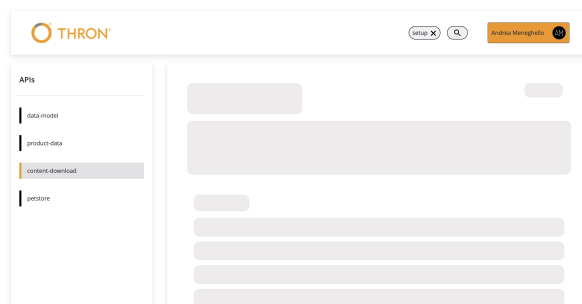 THRON
setup
Andrea Meneghello
AM
APIs
data-model
product-data
content-download
petstore